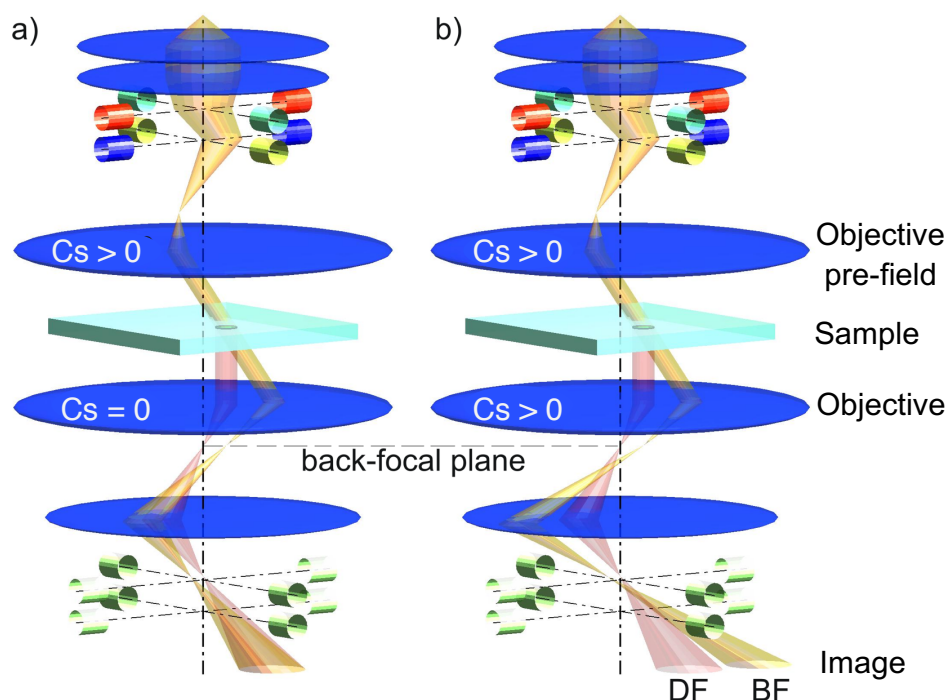 a)
b)
Cs > 0
Cs > 0
Objective
pre-field
Sample
Cs = 0
Cs > 0
Objective
back-focal plane
Image
DF
BF